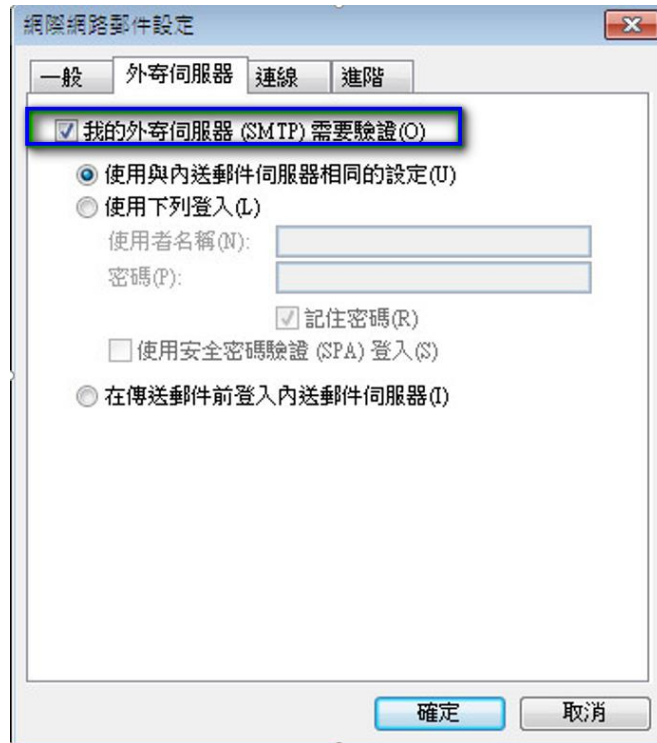 網際網路郵件設定
一般 外寄伺服器 連線 進階
我的外寄伺服器 (SMTP) 需要驗證(O)
使用與內送郵件伺服器相同的設定(U)
使用下列登入(L)
使用者名稱(N):
密碼(P):
記住密碼(R)
使用安全密碼驗證 (SPA) 登入(S)
在傳送郵件前登入內送郵件伺服器(I)
確定 取消